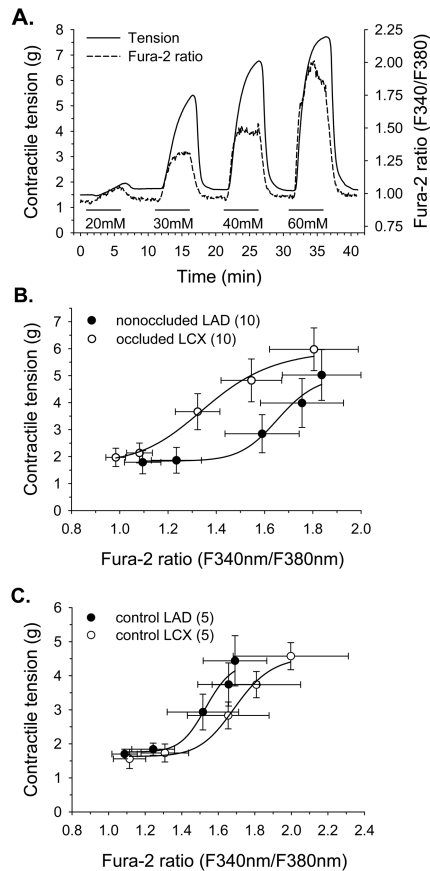 A.
Tension
Fura-2 ratio
Contractile tension (g)
8
7
6
5
4
3
2
1
0
2.25
2.00
1.75
1.50
1.25
1.00
0.75
Fura-2 ratio (F340/F380)
20mM 30mM 40mM 60mM
0 5 10 15 20 25 30 35 40
Time (min)
B.
nonoccluded LAD (10)
occluded LCX (10)
Contractile tension (g)
7
6
5
4
3
2
1
0
0.8 1.0 1.2 1.4 1.6 1.8 2.0
Fura-2 ratio (F340nm/F380nm)
C.
control LAD (5)
control LCX (5)
Contractile tension (g)
6
5
4
3
2
1
0
0.8 1.0 1.2 1.4 1.6 1.8 2.0 2.2 2.4
Fura-2 ratio (F340nm/F380nm)